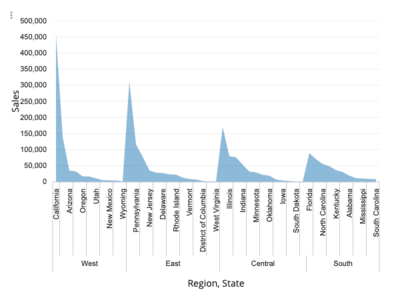 500,000
450,000
400,000
350,000
300,000
250,000
200,000
150,000
100,000
50,000
0
Sales
California
Arizona
Oregon
Utah
New Mexico
Wyoming
Pennsylvania
New Jersey
Delaware
Rhode Island
Vermont
District of Columbia
West Virginia
Illinois
Indiana
Minnesota
Oklahoma
Iowa
South Dakota
Florida
North Carolina
Kentucky
Alabama
Mississippi
South Carolina
West
East
Central
South
Region, State